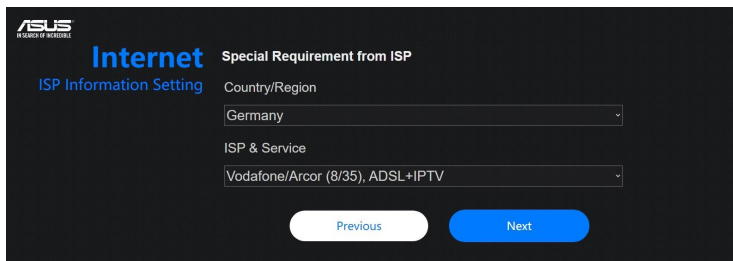 ASUS
IN SEARCH OF INCREDIBLE
Internet
ISP Information Setting
Special Requirement from ISP
Country/Region
Germany
ISP & Service
Vodafone/Arcor (8/35), ADSL+IPTV
Previous
Next